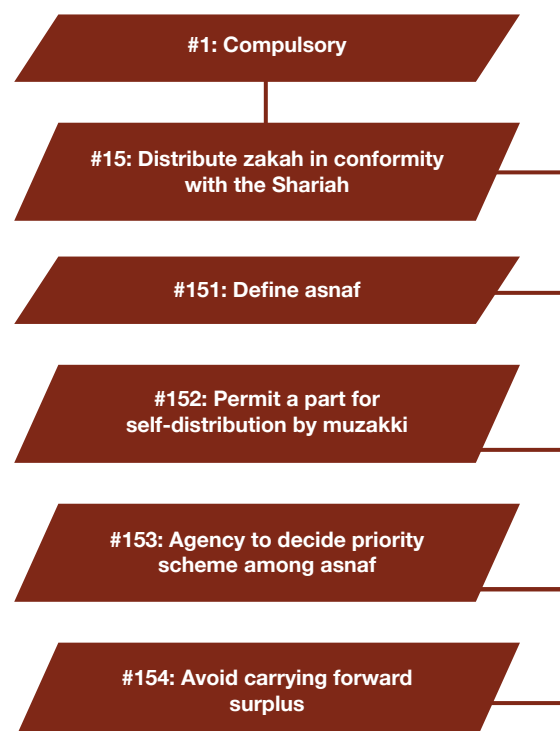 #1: Compulsory
#15: Distribute zakah in conformity
with the Shariah
#151: Define asnaf
#152: Permit a part for
self-distribution by muzakki
#153: Agency to decide priority
scheme among asnaf
#154: Avoid carrying forward
surplus